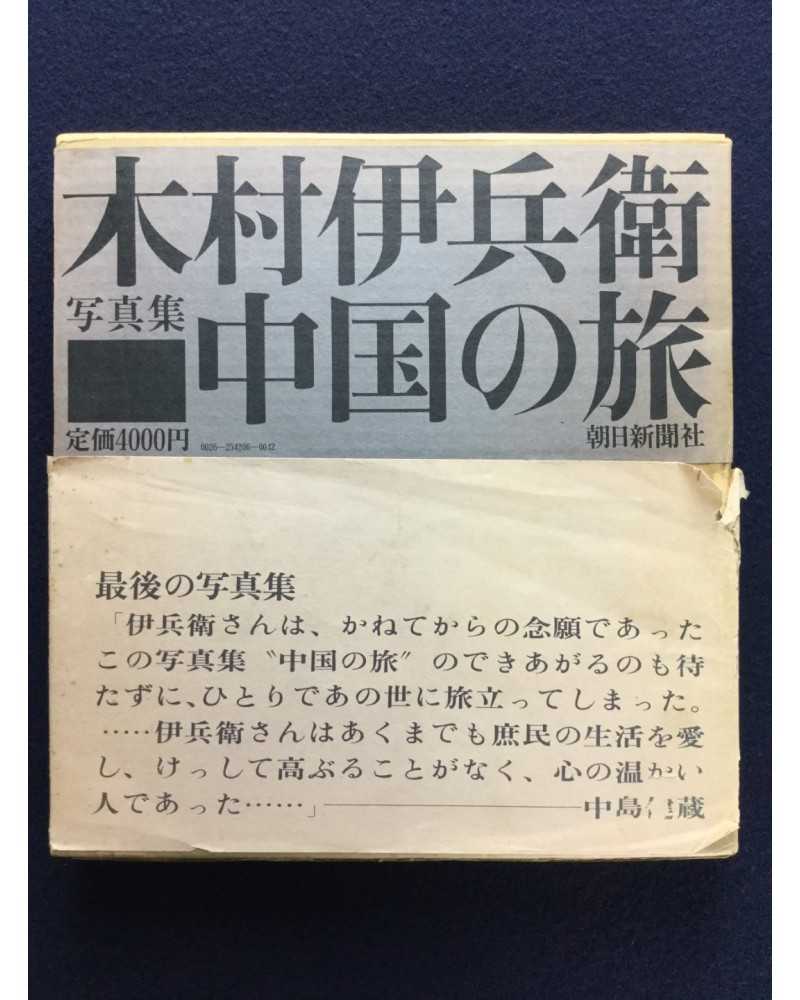 木村伊兵衛
写真集
中国の旅
定価4000円
0026—254206—0042
朝日新聞社
最後の写真集
「伊兵衛さんは、かねてからの念願であった
この写真集〝中国の旅〟のできあがるのも待
たずに、ひとりであの世に旅立ってしまった。
……伊兵衛さんはあくまでも庶民の生活を愛
し、けっして高ぶることがなく、心の温かい
人であった……」———中島健蔵